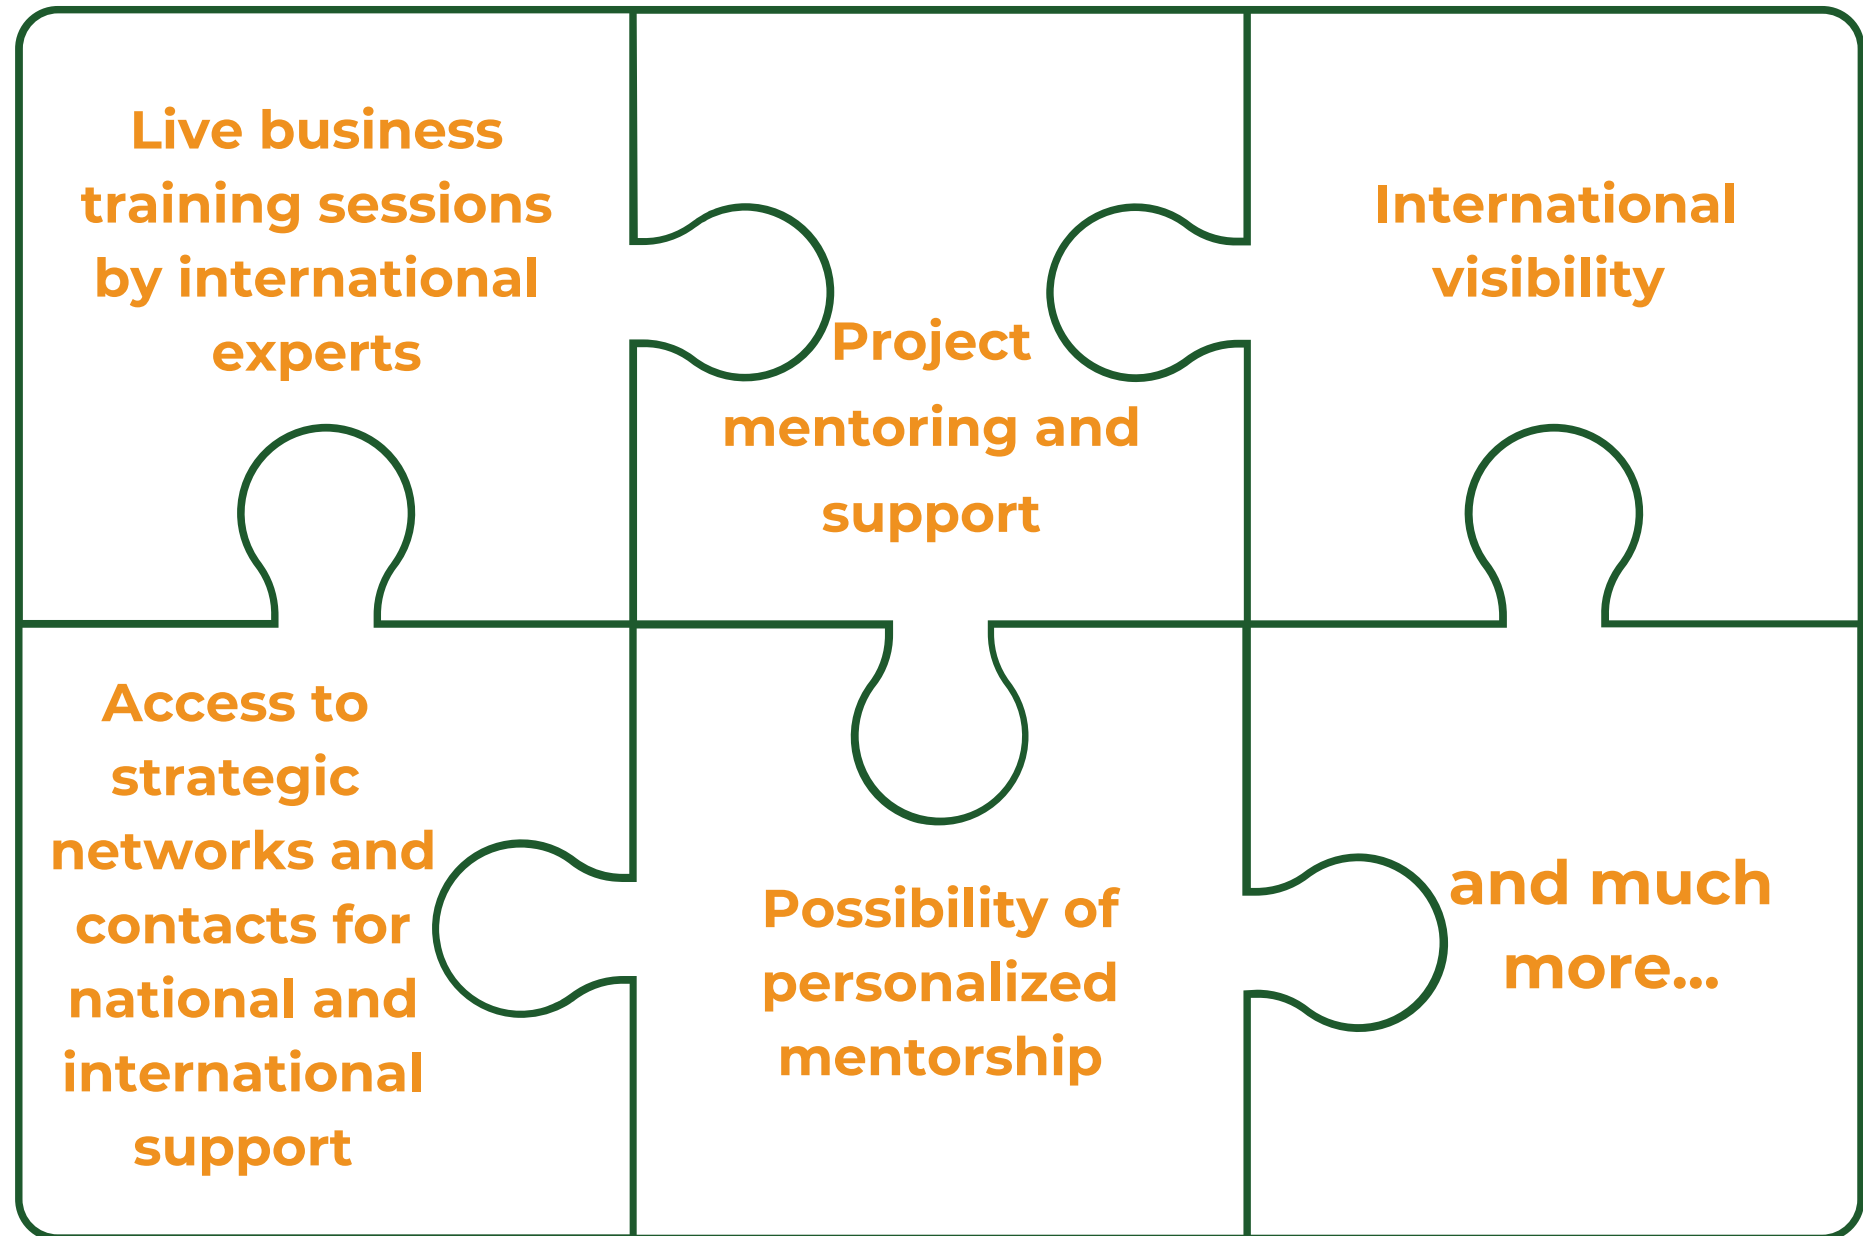 Live business
training sessions
by international
experts
Project
mentoring and
support
International
visibility
Access to
strategic
networks and
contacts for
national and
international
support
Possibility of
personalized
mentorship
and much
more...